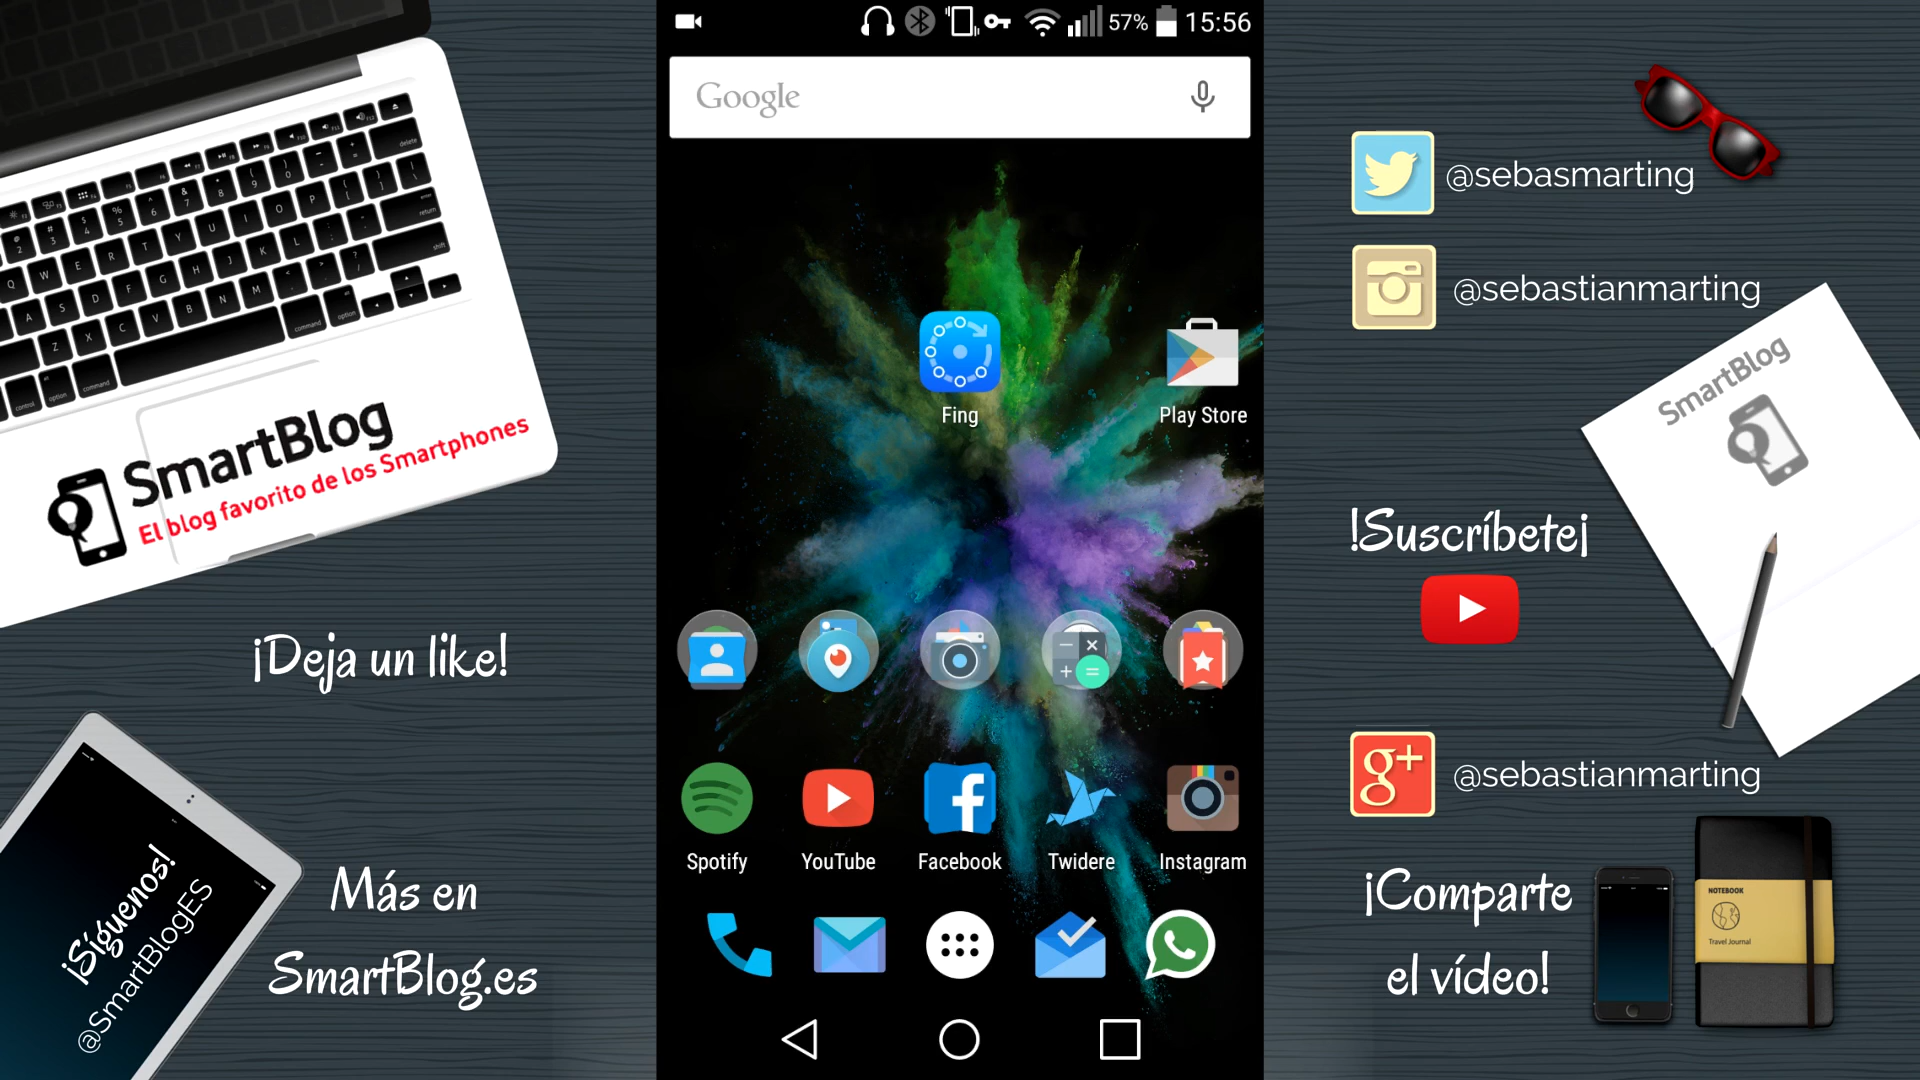 57% 15:56
Google
Fing
Play Store
Spotify
YouTube
Facebook
Twidere
Instagram
SmartBlog
El blog favorito de los Smartphones
¡Deja un like!
¡Síguenos!
@SmartBlogES
Más en
SmartBlog.es
@sebasmarting
@sebastianmarting
SmartBlog
!Suscríbete¡
g+
@sebastianmarting
¡Comparte
el vídeo!
NOTEBOOK
Travel Journal